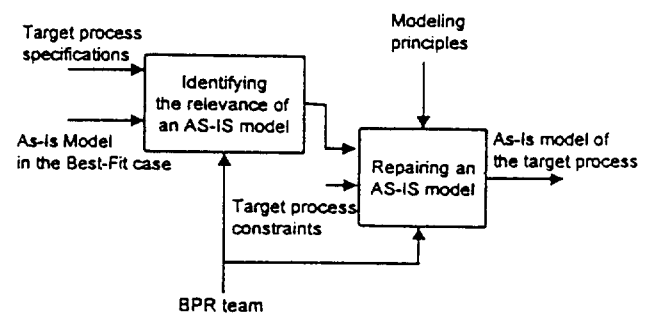 Modeling
principles
Target process
specifications
Identifying
the relevance of
an AS-IS model
As-Is Model
in the Best-Fit case
As-Is model of
the target process
Repairing an
AS-IS model
Target process
constraints
BPR team